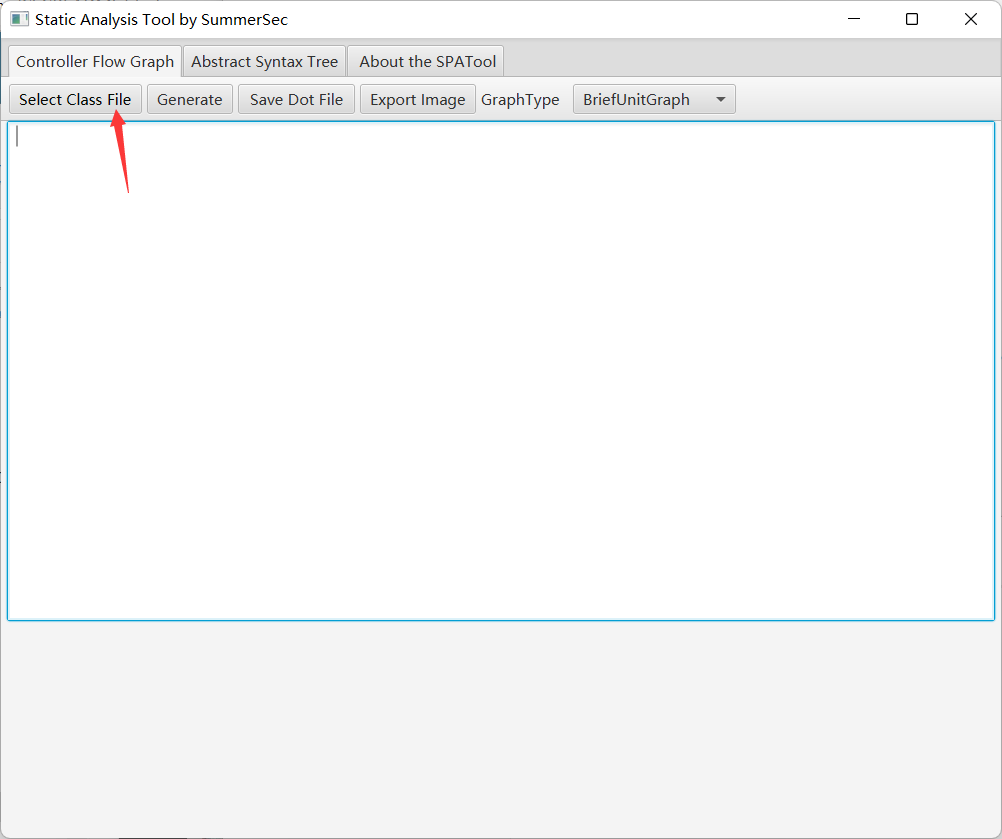 Static Analysis Tool by SummerSec
Controller Flow Graph Abstract Syntax Tree About the SPATool
Select Class File Generate Save Dot File Export Image GraphType BriefUnitGraph